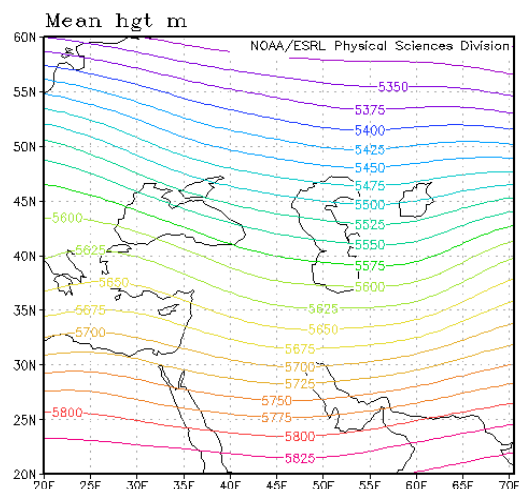 Mean hgt m
60N
NOAA/ESRL Physical Sciences Division
5350
55N
5375
5400
5425
50N
5450
5475
45N
5500
5600
5525
5550
5625
40N
5575
5650
5600
35N
5675
5625
5700
5650
5675
30N
5700
5725
5750
25N
5800
5775
5800
5825
20N
20E
25E
30E
35E
40E
45E
50E
55E
60E
65E
70E